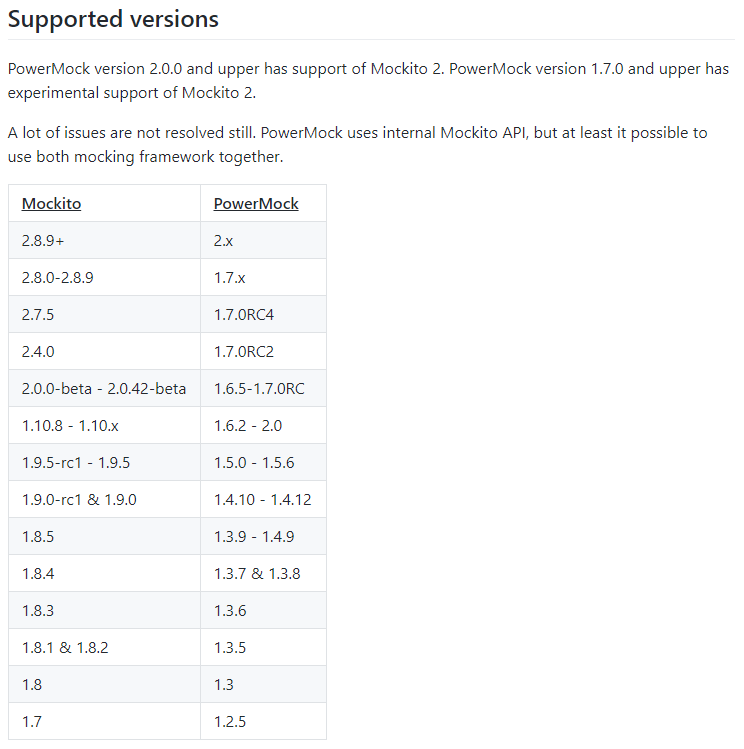 Supported versions
PowerMock version 2.0.0 and upper has support of Mockito 2. PowerMock version 1.7.0 and upper has
experimental support of Mockito 2.
A lot of issues are not resolved still. PowerMock uses internal Mockito API, but at least it possible to
use both mocking framework together.
Mockito PowerMock
2.8.9+ 2.x
2.8.0-2.8.9 1.7.x
2.7.5 1.7.0RC4
2.4.0 1.7.0RC2
2.0.0-beta - 2.0.42-beta 1.6.5-1.7.0RC
1.10.8 - 1.10.x 1.6.2 - 2.0
1.9.5-rc1 - 1.9.5 1.5.0 - 1.5.6
1.9.0-rc1 & 1.9.0 1.4.10 - 1.4.12
1.8.5 1.3.9 - 1.4.9
1.8.4 1.3.7 & 1.3.8
1.8.3 1.3.6
1.8.1 & 1.8.2 1.3.5
1.8 1.3
1.7 1.2.5